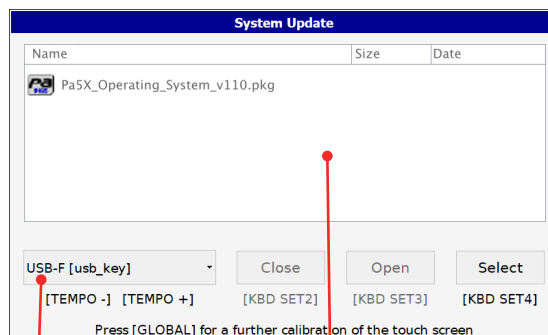 System Update
Name Size Date
Pa5X_Operating_System_v110.pkg
USB-F [usb_key] Close Open Select
[TEMPO -] [TEMPO +] [KBD SET2] [KBD SET3] [KBD SET4]
Press [GLOBAL] for a further calibration of the touch screen